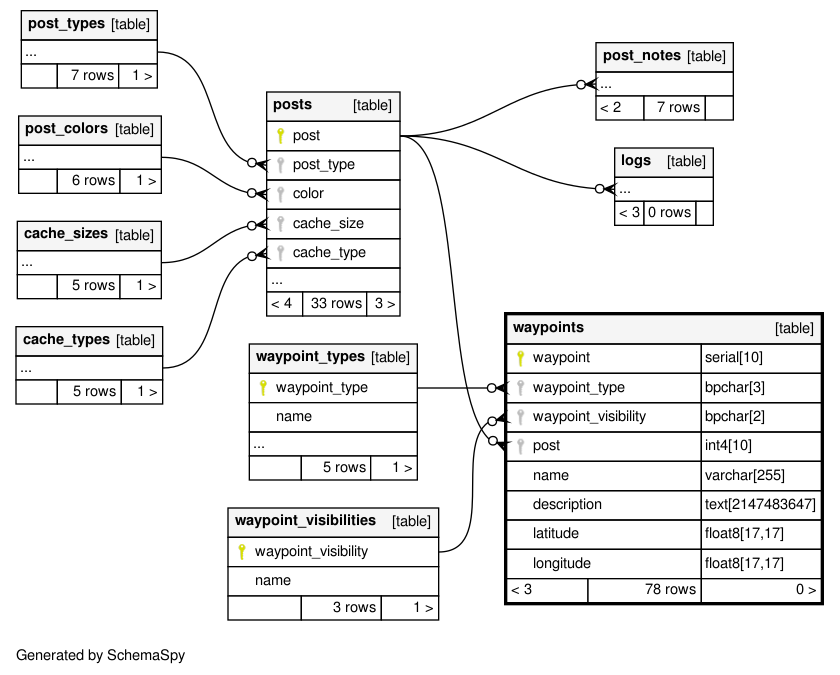 post_types [table]
...
7 rows 1 >
post_colors [table]
...
6 rows 1 >
cache_sizes [table]
...
5 rows 1 >
cache_types [table]
...
5 rows 1 >
posts [table]
post
post_type
color
cache_size
cache_type
...
< 4 33 rows 3 >
post_notes [table]
...
< 2 7 rows
logs [table]
...
< 3 0 rows
waypoint_types [table]
waypoint_type
name
...
5 rows 1 >
waypoint_visibilities [table]
waypoint_visibility
name
3 rows 1 >
waypoints [table]
waypoint serial[10]
waypoint_type bpchar[3]
waypoint_visibility bpchar[2]
post int4[10]
name varchar[255]
description text[2147483647]
latitude float8[17,17]
longitude float8[17,17]
< 3 78 rows 0 >
Generated by SchemaSpy